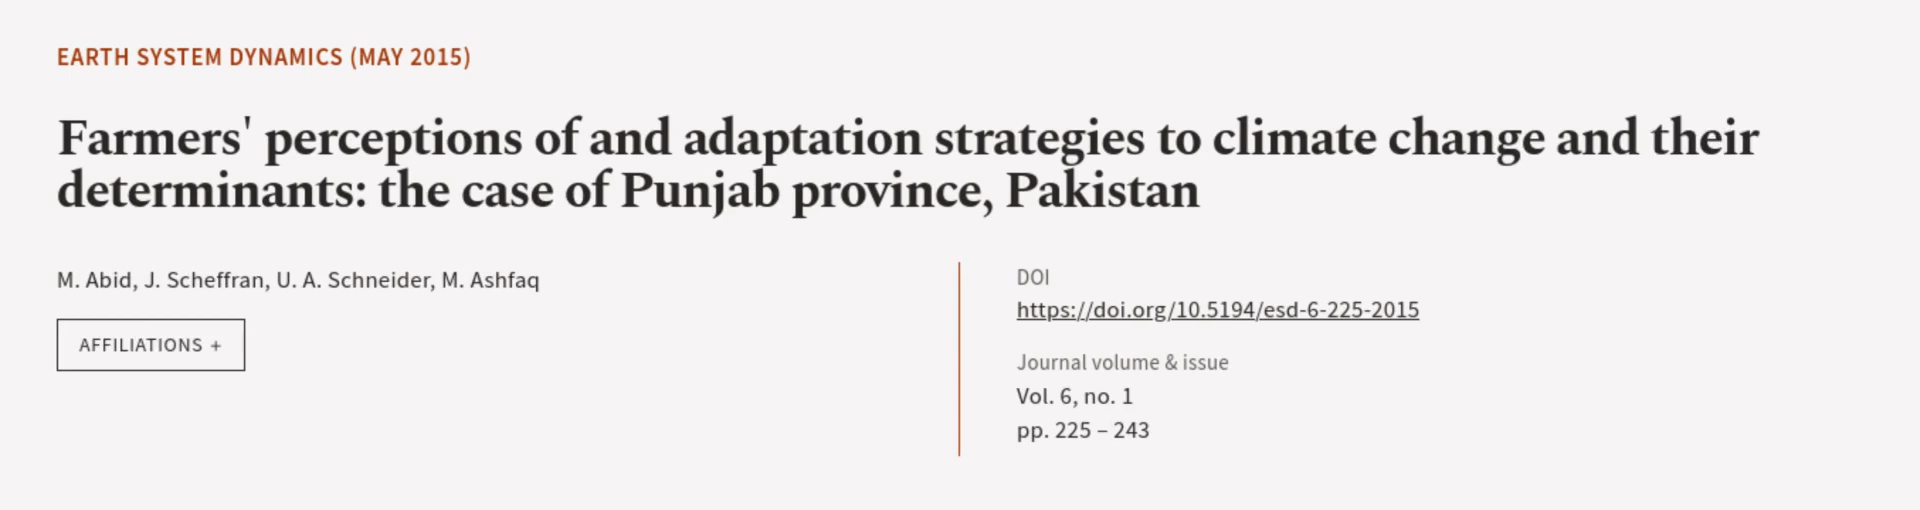 EARTH SYSTEM DYNAMICS (MAY 2015)
Farmers' perceptions of and adaptation strategies to climate change and their
determinants: the case of Punjab province, Pakistan
M. Abid, J. Scheffran, U. A. Schneider, M. Ashfaq
AFFILIATIONS +
DOI
https://doi.org/10.5194/esd-6-225-2015
Journal volume & issue
Vol. 6, no. 1
pp. 225 – 243